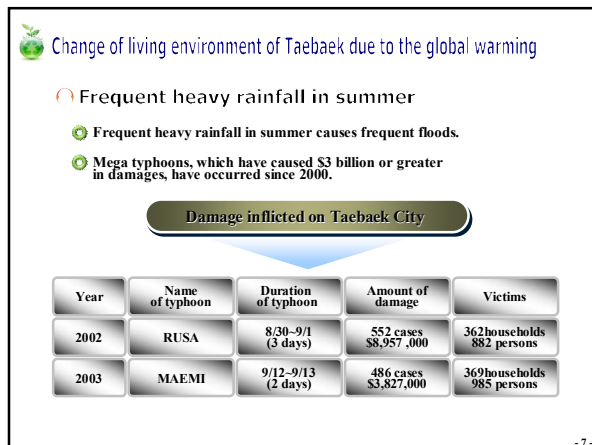 Change of living environment of Taebaek due to the global warming
Frequent heavy rainfall in summer
Frequent heavy rainfall in summer causes frequent floods.
Mega typhoons, which have caused $3 billion or greater
in damages, have occurred since 2000.
Damage inflicted on Taebaek City
Year
Name
of typhoon
Duration
of typhoon
Amount of
damage
Victims
2002
RUSA
8/30~9/1
(3 days)
552 cases
$8,957 ,000
362households
882 persons
2003
MAEMI
9/12~9/13
(2 days)
486 cases
$3,827,000
369households
985 persons
- 7 -